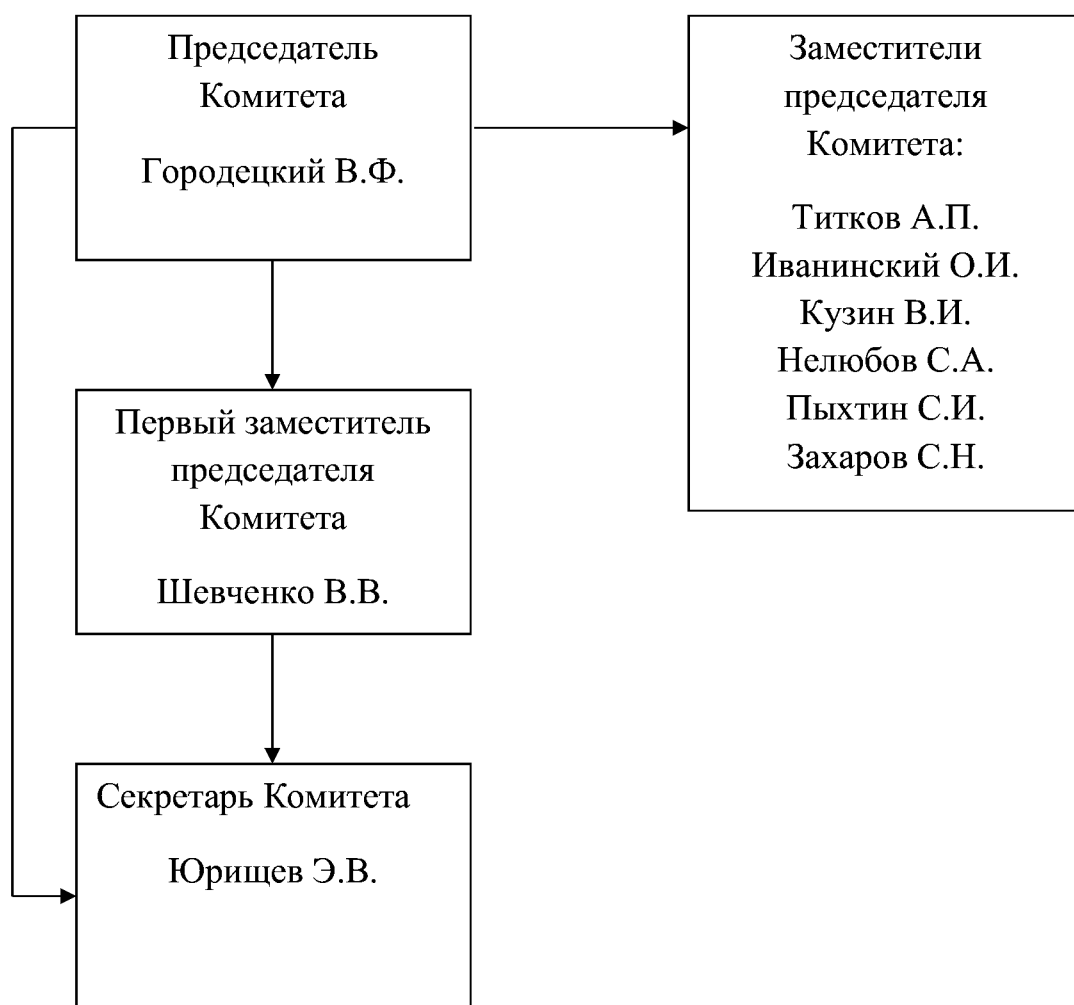 Председатель
Комитета
Городецкий В.Ф.
Заместители
председателя
Комитета:
Титков А.П.
Иванинский О.И.
Кузин В.И.
Нелюбов С.А.
Пыхтин С.И.
Захаров С.Н.
Первый заместитель
председателя
Комитета
Шевченко В.В.
Секретарь Комитета
Юрищев Э.В.